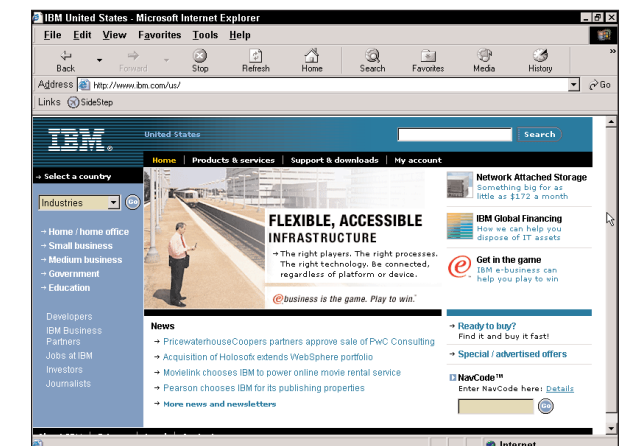 IBM United States - Microsoft Internet Explorer
File Edit View Favorites Tools Help
Back Forward Stop Refresh Home Search Favorites Media History
Address http://www.ibm.com/us/ Go
Links SideStep
IBM®
United States
Search
Home | Products & services | Support & downloads | My account
→ Select a country
Industries
Go
→ Home / home office
→ Small business
→ Medium business
→ Government
→ Education
Developers
IBM Business
Partners
Jobs at IBM
Investors
Journalists
FLEXIBLE, ACCESSIBLE
INFRASTRUCTURE
→ The right players. The right processes.
The right technology. Be connected,
regardless of platform or device.
e business is the game. Play to win.
Network Attached Storage
Something big for as
little as $172 a month
IBM Global Financing
How we can help you
dispose of IT assets
Get in the game
IBM e-business can
help you play to win
News
→ PricewaterhouseCoopers partners approve sale of PwC Consulting
→ Acquisition of Holosofx extends WebSphere portfolio
→ Movielink chooses IBM to power online movie rental service
→ Pearson chooses IBM for its publishing properties
→ More news and newsletters
→ Ready to buy?
Find it and buy it fast!
→ Special / advertised offers
NavCode™
Enter NavCode here: Details
Go
Internet